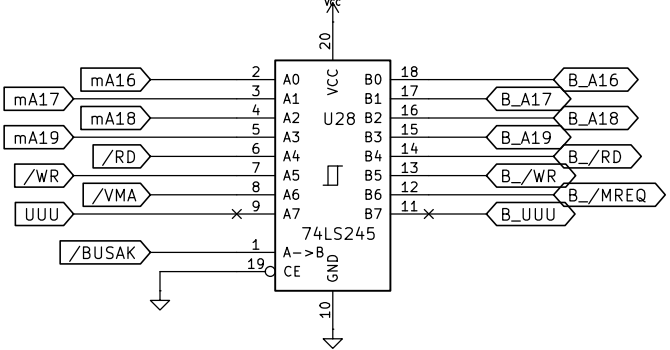 Vcc
20
VCC
mA16 2 A0 B0 18 B_A16
mA17 3 A1 B1 17 B_A17
mA18 4 A2 U28 B2 16 B_A18
mA19 5 A3 B3 15 B_A19
/RD 6 A4 B4 14 B_/RD
/WR 7 A5 B5 13 B_/WR
/VMA 8 A6 B6 12 B_/MREQ
UUU 9 A7 B7 11 B_UUU
74LS245
/BUSAK 1 A->B
19 CE
GND
10